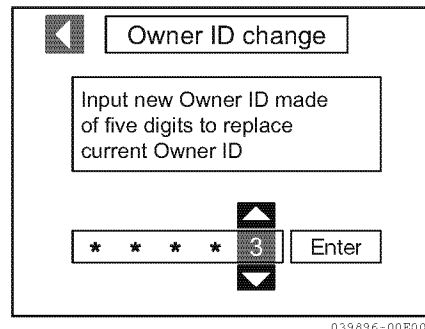 Owner ID change
Input new Owner ID made
of five digits to replace
current Owner ID
* * * * 3 Enter
039896-00E00